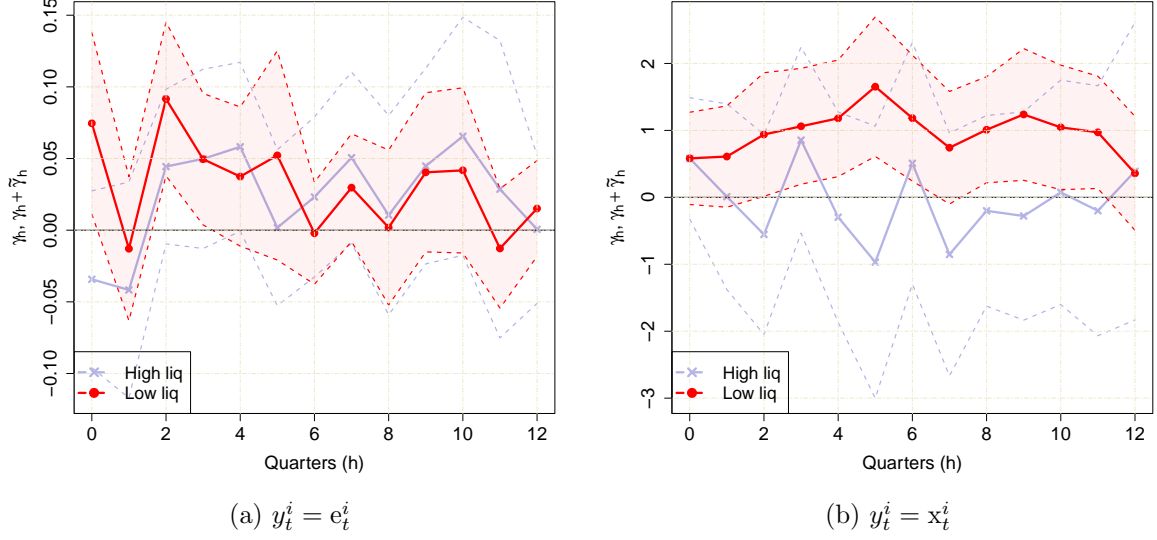 γₕ, γₕ + γ̃ₕ
0.15
0.10
0.05
0.00
−0.05
−0.10
High liq
Low liq
0 2 4 6 8 10 12
Quarters (h)
(a) yₜⁱ = eₜⁱ
γₕ, γₕ + γ̃ₕ
2
1
0
−1
−2
−3
High liq
Low liq
0 2 4 6 8 10 12
Quarters (h)
(b) yₜⁱ = xₜⁱ